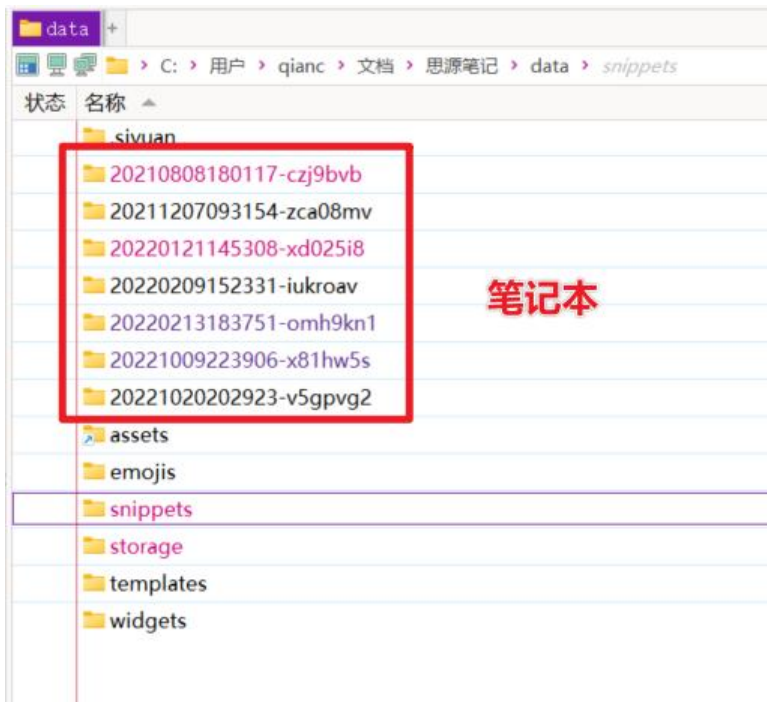 data +
C: › 用户 › qianc › 文档 › 思源笔记 › data › snippets
状态 名称
.siyuan
20210808180117-czj9bvb
20211207093154-zca08mv
20220121145308-xd025i8
20220209152331-iukroav
笔记本
20220213183751-omh9kn1
20221009223906-x81hw5s
20221020202923-v5gpvg2
assets
emojis
snippets
storage
templates
widgets